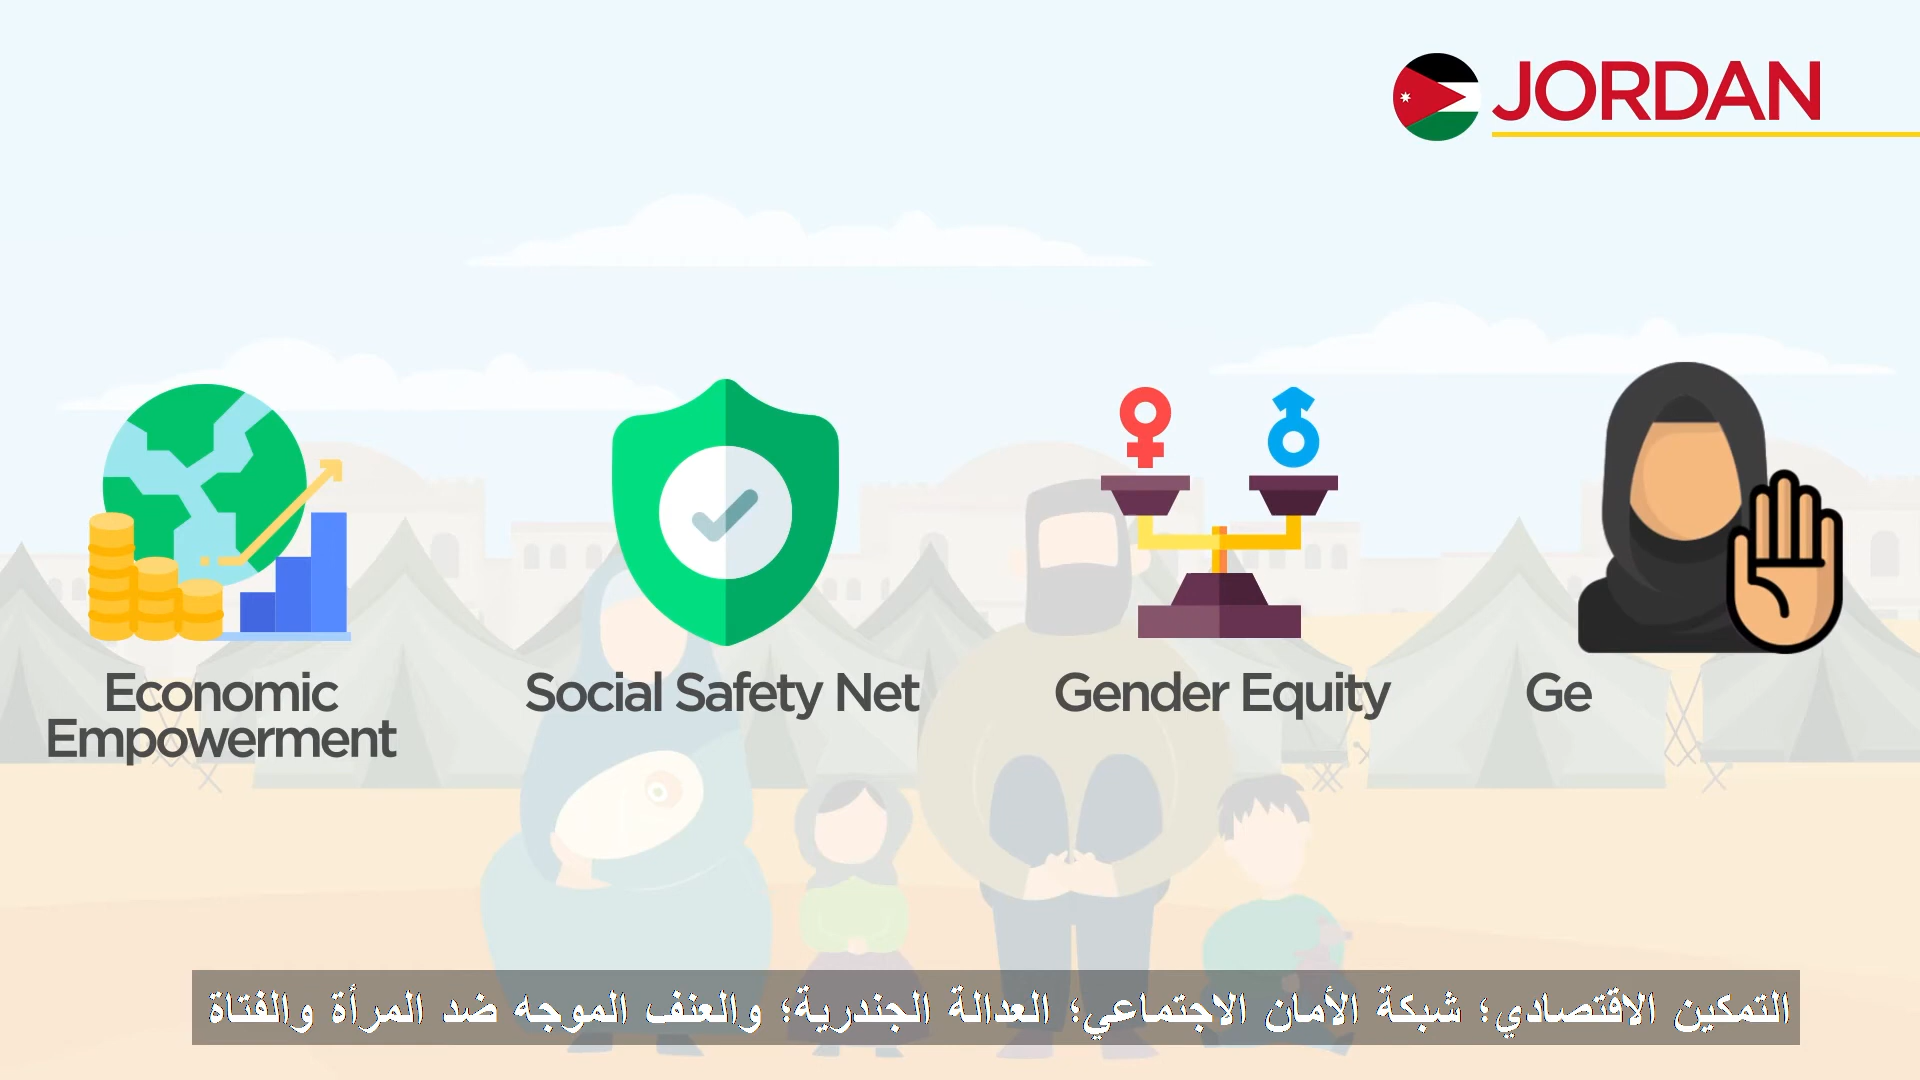 JORDAN
Economic
Empowerment
Social Safety Net
Gender Equity
Ge
التمكين الاقتصادي؛ شبكة الأمان الاجتماعي؛ العدالة الجندرية؛ والعنف الموجه ضد المرأة والفتاة